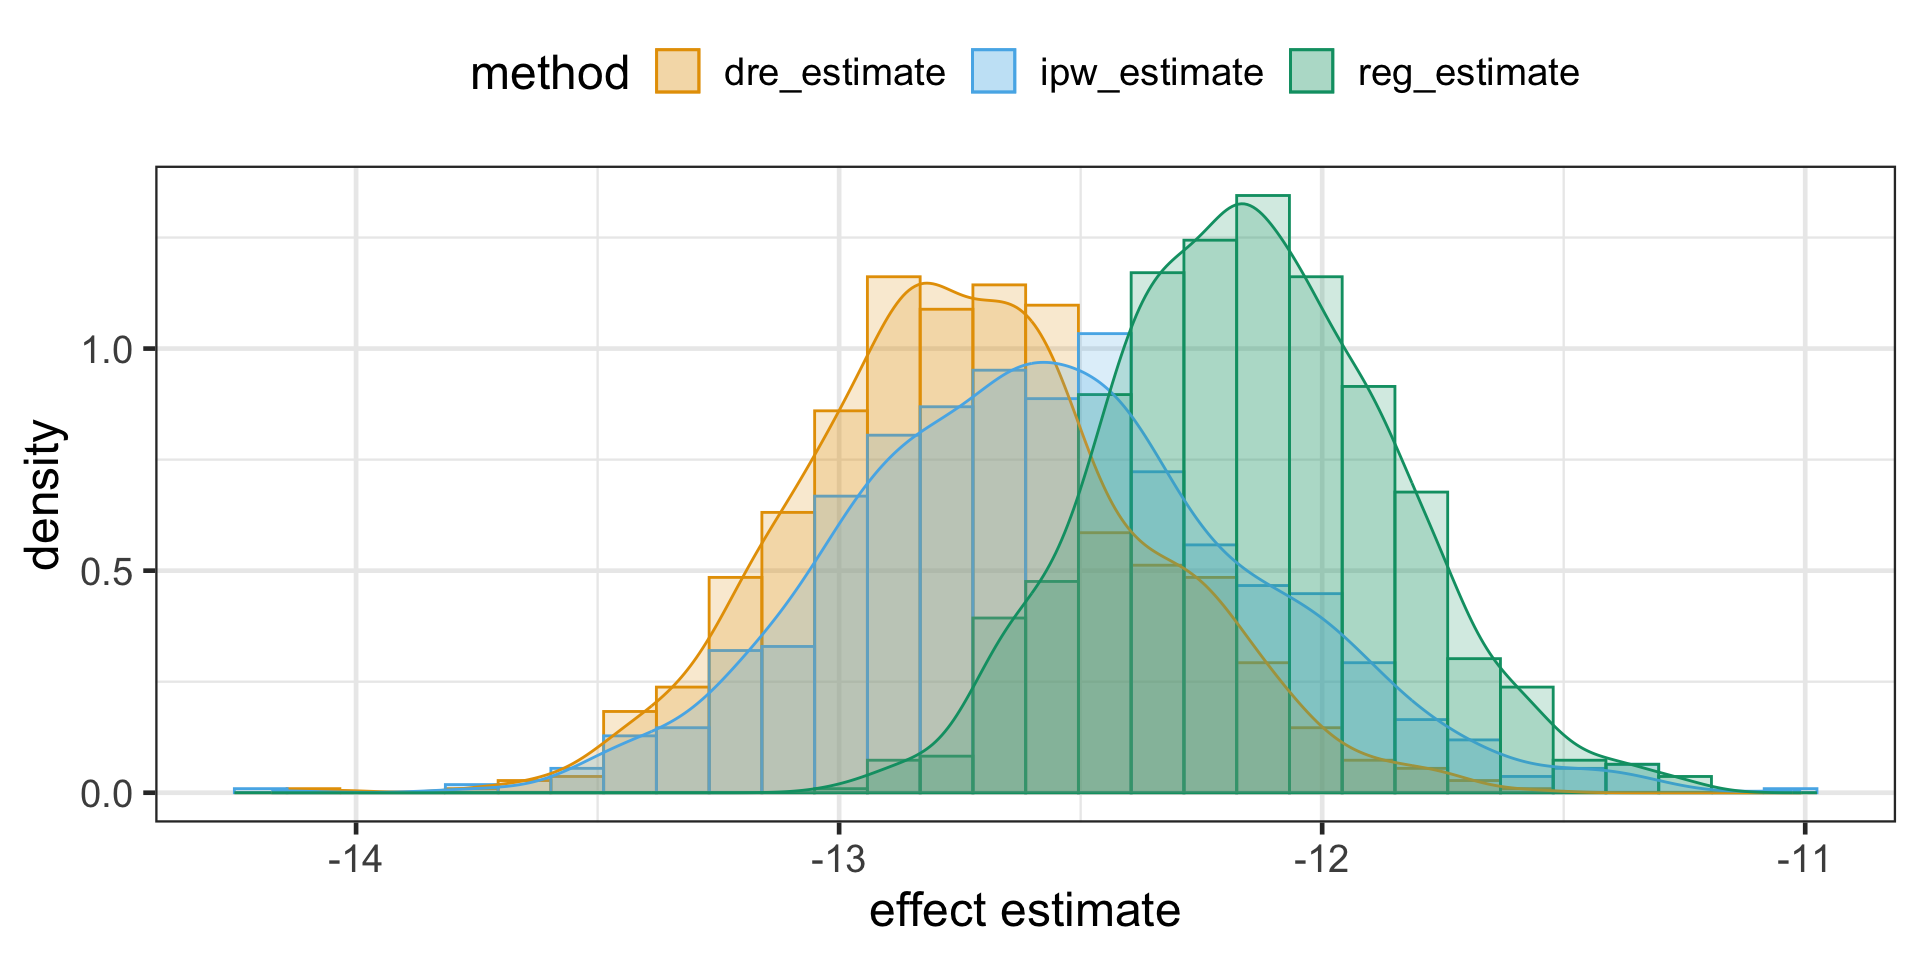 method dre_estimate ipw_estimate reg_estimate
density
1.0
0.5
0.0
-14 -13 -12 -11
effect estimate